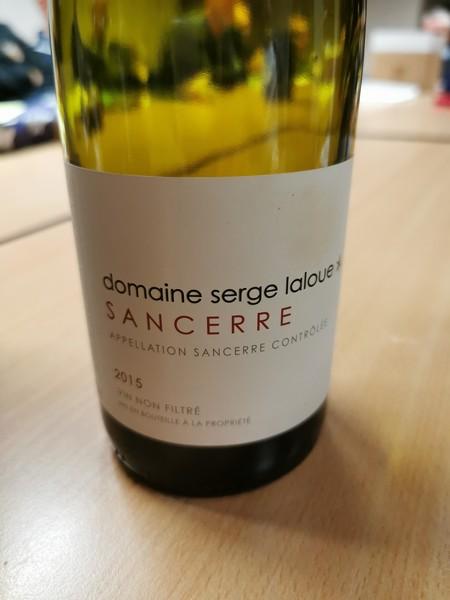 domaine serge laloue
SANCERRE
APPELLATION SANCERRE CONTRÔLÉE
2015
VIN NON FILTRÉ
MIS EN BOUTEILLE À LA PROPRIÉTÉ